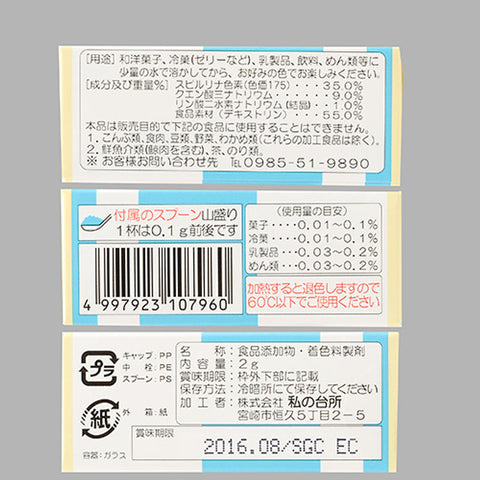 [用途] 和洋菓子、冷菓(ゼリーなど)、乳製品、飲料、めん類等に
少量の水で溶かしてから、お好みの色でお楽しみください。
[成分及び重量%] スピルリナ色素(色価175)・・・35.0%
クエン酸三ナトリウム・・・・9.0%
リン酸二水素ナトリウム(結晶)・・1.0%
食品素材(デキストリン)・・・・55.0%
本品は販売目的で下記の食品に使用することはできません。
1.こんぶ類、食肉、豆類、野菜、わかめ類(これらの加工食品は除く。)
2.鮮魚介類(鯨肉を含む)、茶、のり類。
※お客様お問い合わせ先 Tel 0985-51-9890
付属のスプーン山盛り
1杯は0.1g前後です
4 997923 107960
(使用量の目安)
菓子・・・・0.01〜0.1%
冷菓・・・・0.01〜0.1%
乳製品・・・0.02〜0.2%
めん類・・・0.03〜0.2%
加熱すると退色しますので
60℃以下でご使用ください
プラ
キャップ:PP
中栓:PE
スプーン:PS
紙
外箱:紙
容器:ガラス
名称:食品添加物・着色料製剤
内容量:2g
賞味期限:枠外下部に記載
保存方法:冷暗所にて保存してください
加工者:株式会社 私の台所
宮崎市恒久5丁目2-5
賞味期限
2016.08/SGC EC